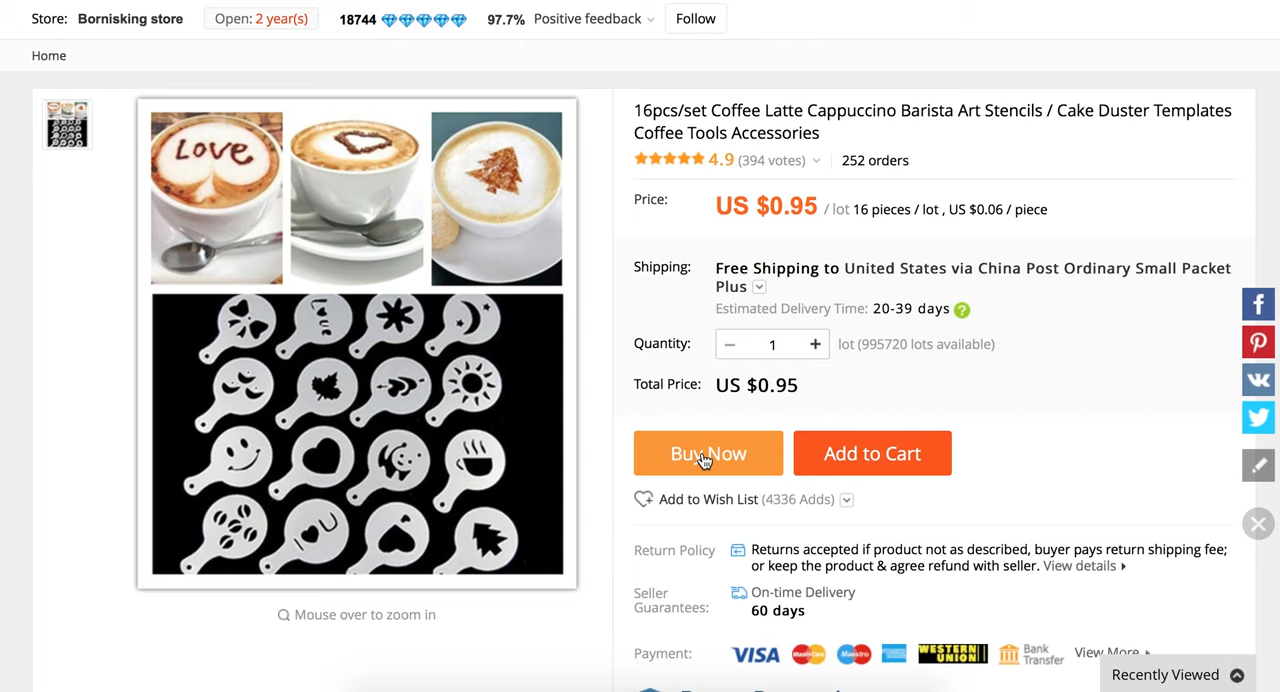 Store: Bornisking store Open: 2 year(s) 18744 97.7% Positive feedback Follow
Home
16pcs/set Coffee Latte Cappuccino Barista Art Stencils / Cake Duster Templates
Coffee Tools Accessories
4.9 (394 votes) 252 orders
Price: US $0.95 / lot 16 pieces / lot , US $0.06 / piece
Shipping: Free Shipping to United States via China Post Ordinary Small Packet
Plus
Estimated Delivery Time: 20-39 days ?
Quantity: − 1 + lot (995720 lots available)
Total Price: US $0.95
Buy Now Add to Cart
Add to Wish List (4336 Adds)
Return Policy Returns accepted if product not as described, buyer pays return shipping fee;
or keep the product & agree refund with seller. View details
Seller On-time Delivery
Guarantees: 60 days
Payment: VISA MasterCard Maestro WESTERN UNION Bank Transfer View More
Recently Viewed
Love
Love
I U